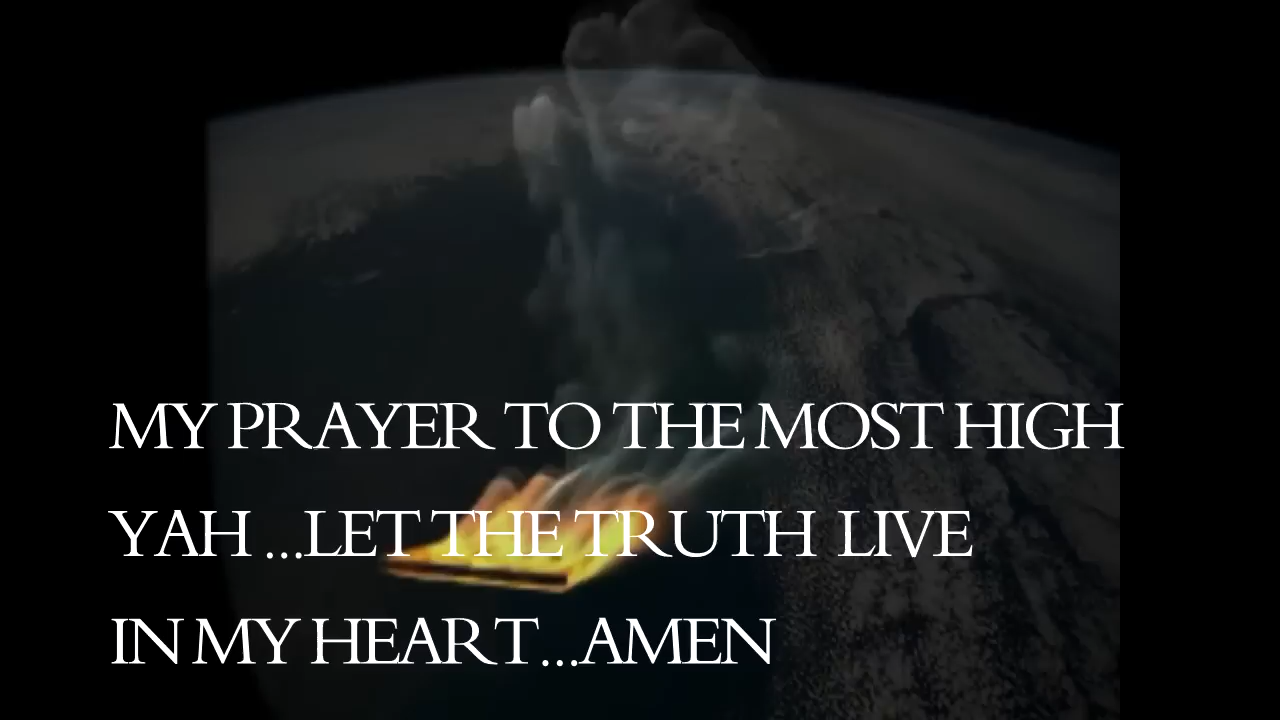 MY PRAYER TO THE MOST HIGH
YAH ...LET THE TRUTH LIVE
IN MY HEART...AMEN